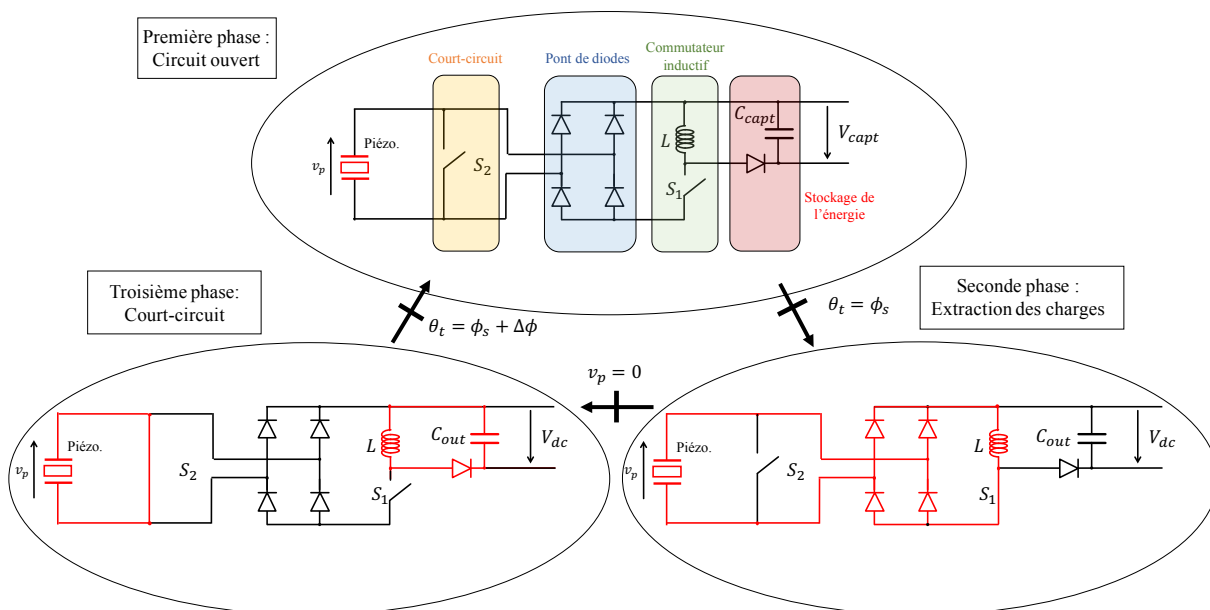 Première phase :
Circuit ouvert
Court-circuit
Pont de diodes
Commutateur
inductif
Piézo.
v_p
S_2
L
S_1
C_capt
V_capt
Stockage de
l'énergie
Troisième phase:
Court-circuit
θ_t = ϕ_s + Δϕ
θ_t = ϕ_s
Seconde phase :
Extraction des charges
v_p = 0
Piézo.
v_p
S_2
L
S_1
C_out
V_dc
Piézo.
v_p
S_2
L
S_1
C_out
V_dc